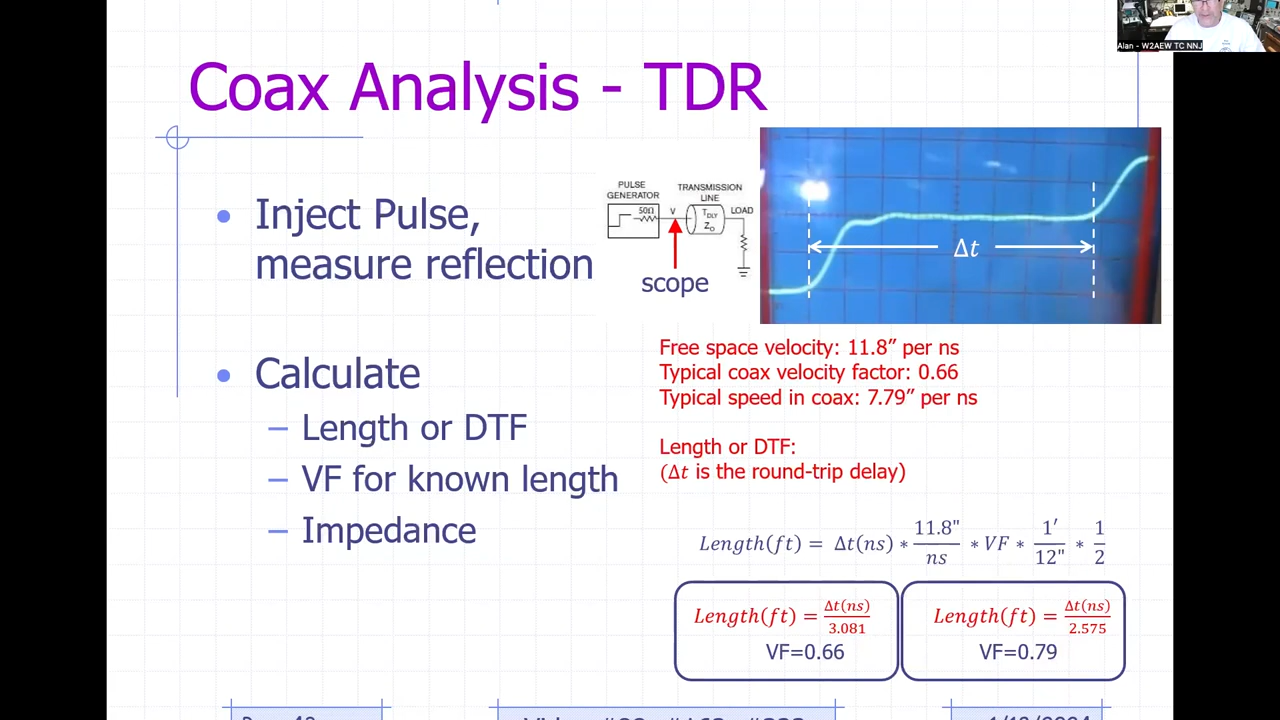 Alan - W2AEW TC NNJ
Coax Analysis - TDR
• Inject Pulse,
measure reflection
• Calculate
– Length or DTF
– VF for known length
– Impedance
PULSE
GENERATOR
50Ω
V
TRANSMISSION
LINE
T_DLY
Z_O
LOAD
scope
Δt
Free space velocity: 11.8” per ns
Typical coax velocity factor: 0.66
Typical speed in coax: 7.79” per ns
Length or DTF:
(Δt is the round-trip delay)
Length(ft) = Δt(ns) * 11.8"/ns * VF * 1′/12" * 1/2
Length(ft) = Δt(ns)/3.081
VF=0.66
Length(ft) = Δt(ns)/2.575
VF=0.79